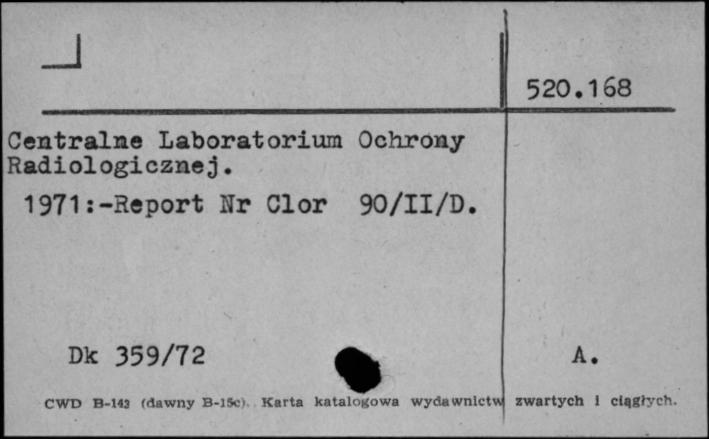 520.168
Centralne Laboratorium Ochrony
Radiologicznej.
1971:-Report Nr Clor 90/II/D.
Dk 359/72 A.
CWD B-143 (dawny B-15c). Karta katalogowa wydawnictw zwartych i ciągłych.